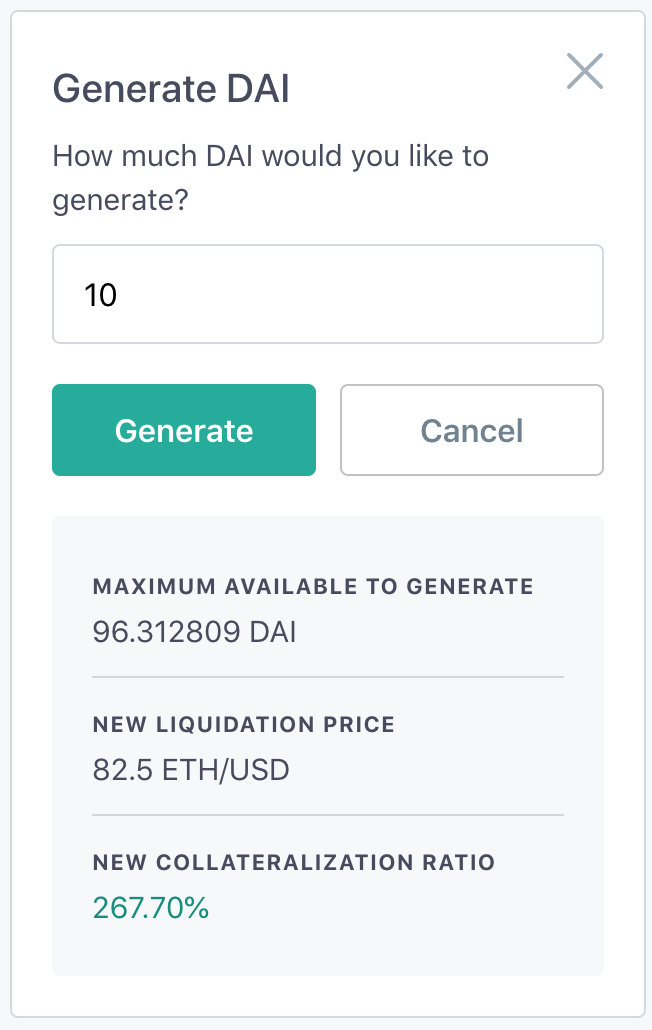 Generate DAI
How much DAI would you like to
generate?
10
Generate
Cancel
MAXIMUM AVAILABLE TO GENERATE
96.312809 DAI
NEW LIQUIDATION PRICE
82.5 ETH/USD
NEW COLLATERALIZATION RATIO
267.70%